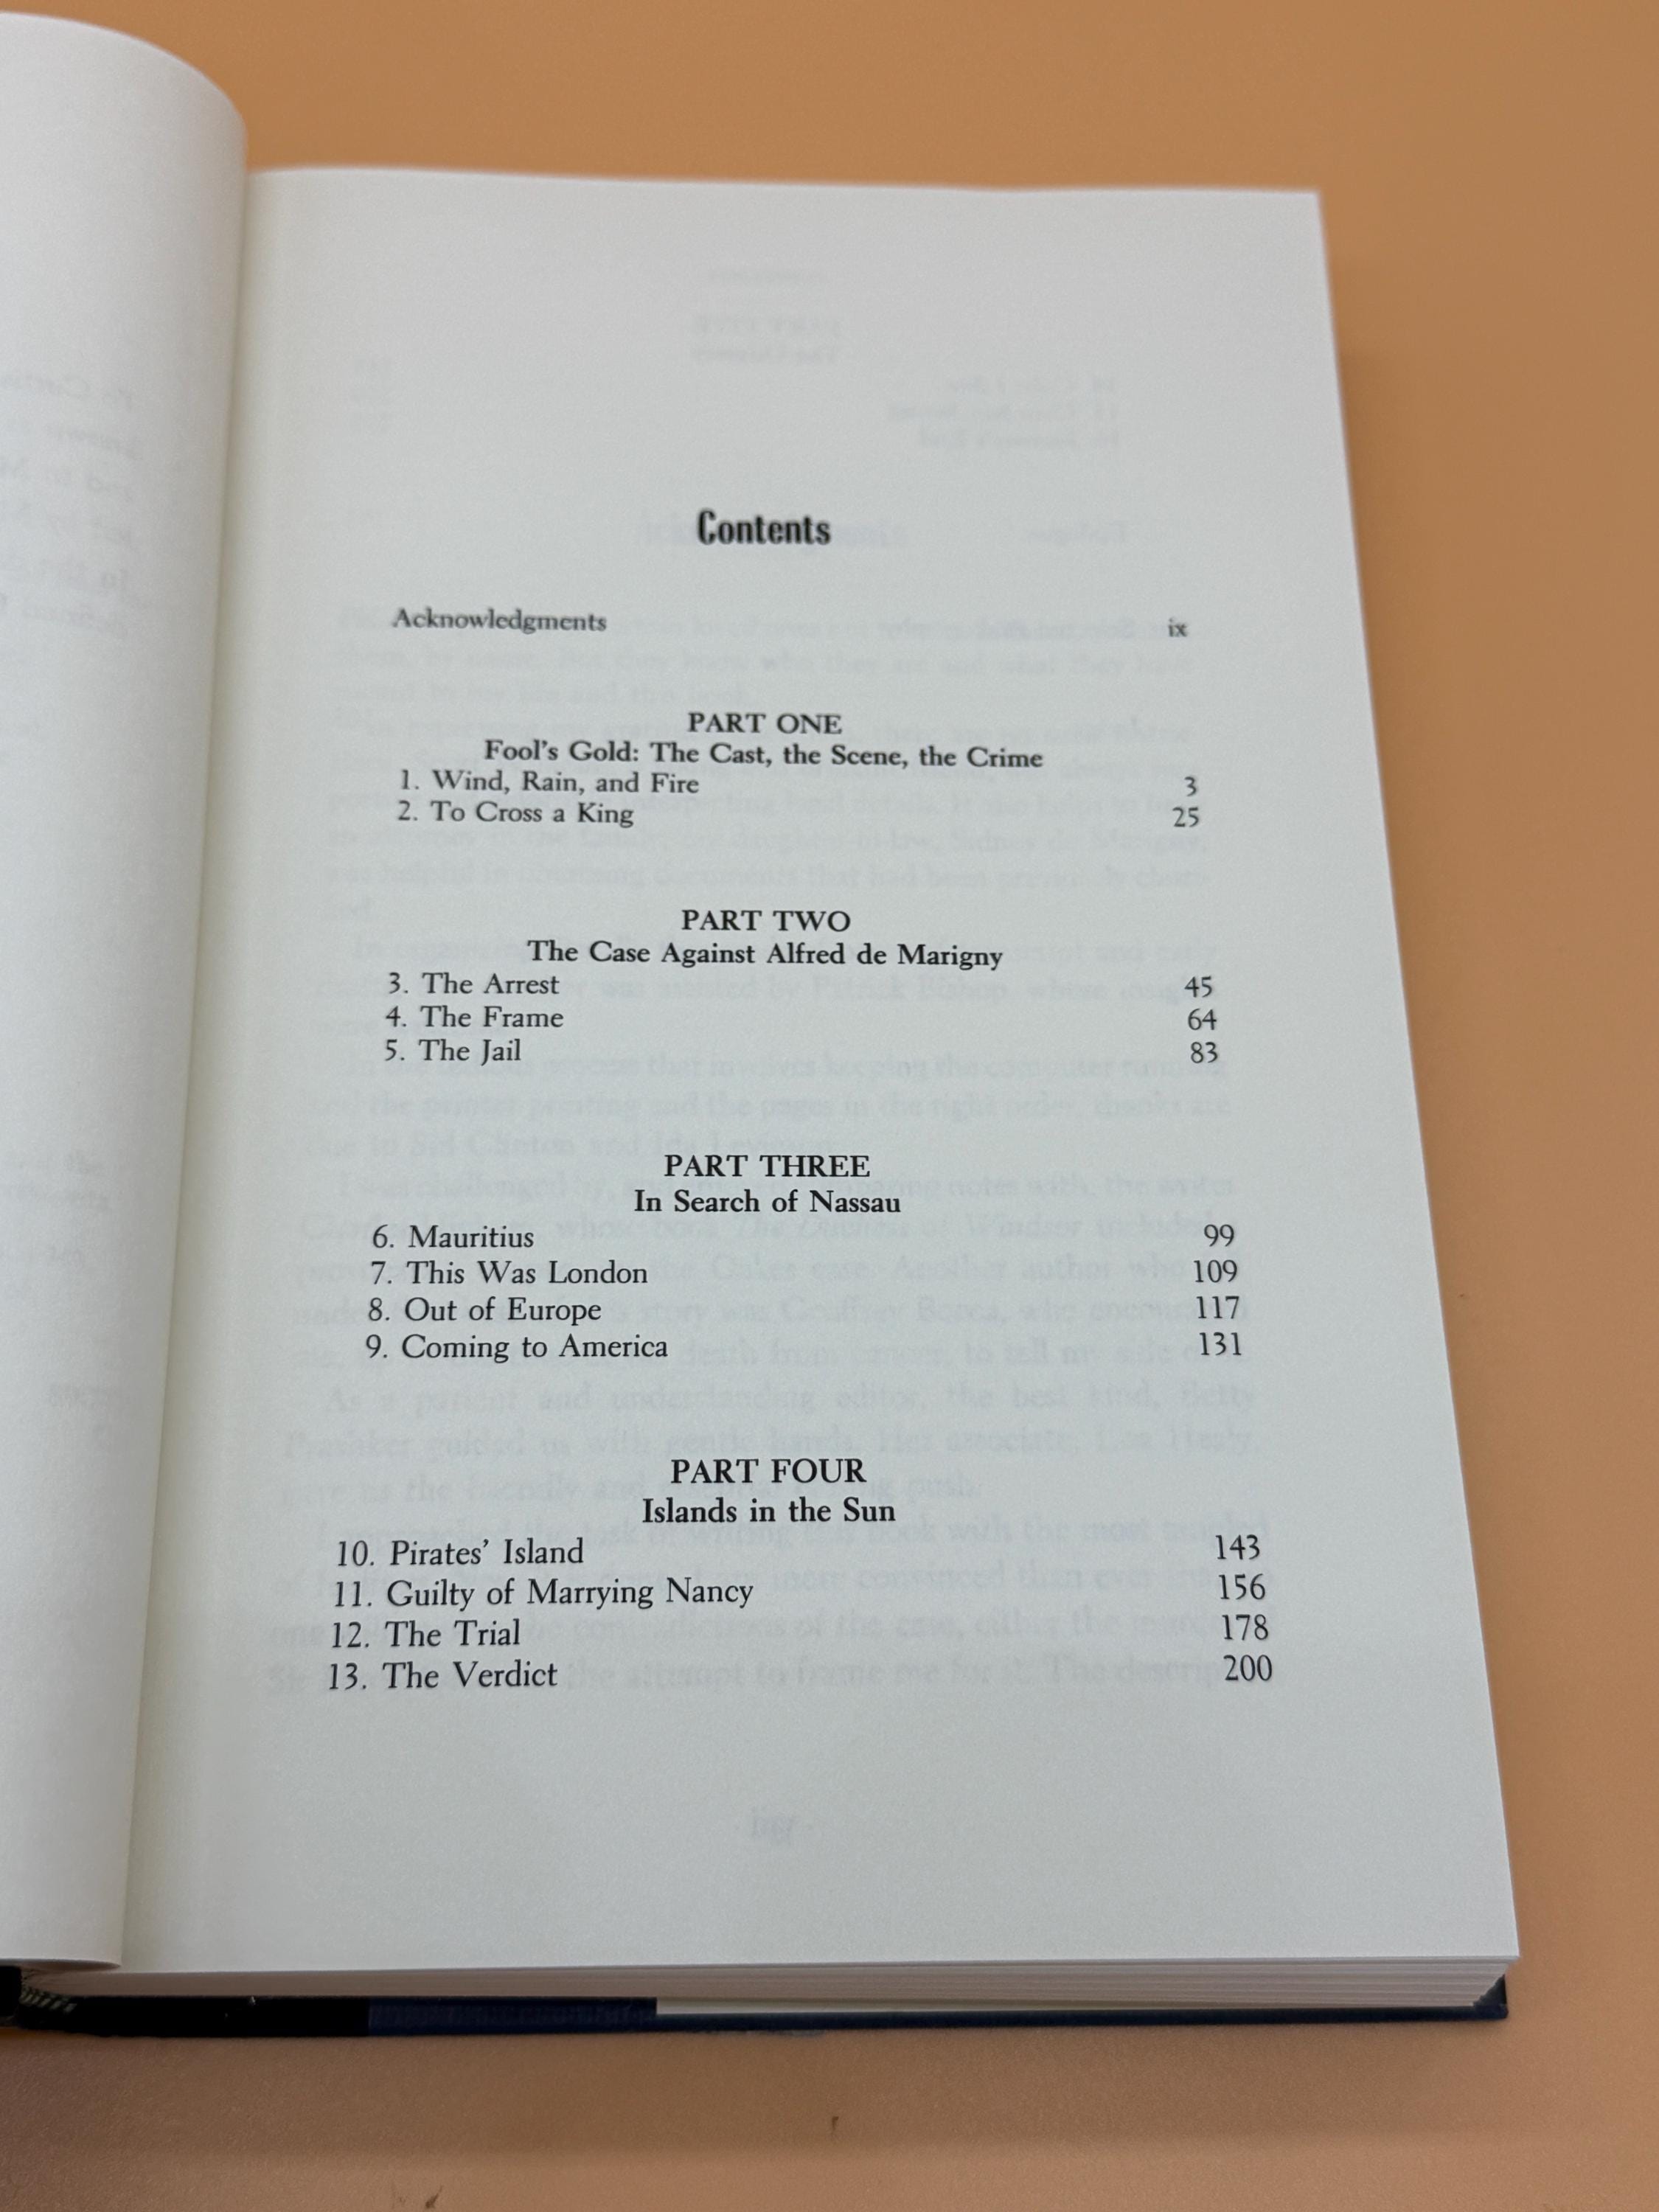 Contents
Acknowledgments ix
PART ONE
Fool's Gold: The Cast, the Scene, the Crime
1. Wind, Rain, and Fire 3
2. To Cross a King 25
PART TWO
The Case Against Alfred de Marigny
3. The Arrest 45
4. The Frame 64
5. The Jail 83
PART THREE
In Search of Nassau
6. Mauritius 99
7. This Was London 109
8. Out of Europe 117
9. Coming to America 131
PART FOUR
Islands in the Sun
10. Pirates' Island 143
11. Guilty of Marrying Nancy 156
12. The Trial 178
13. The Verdict 200